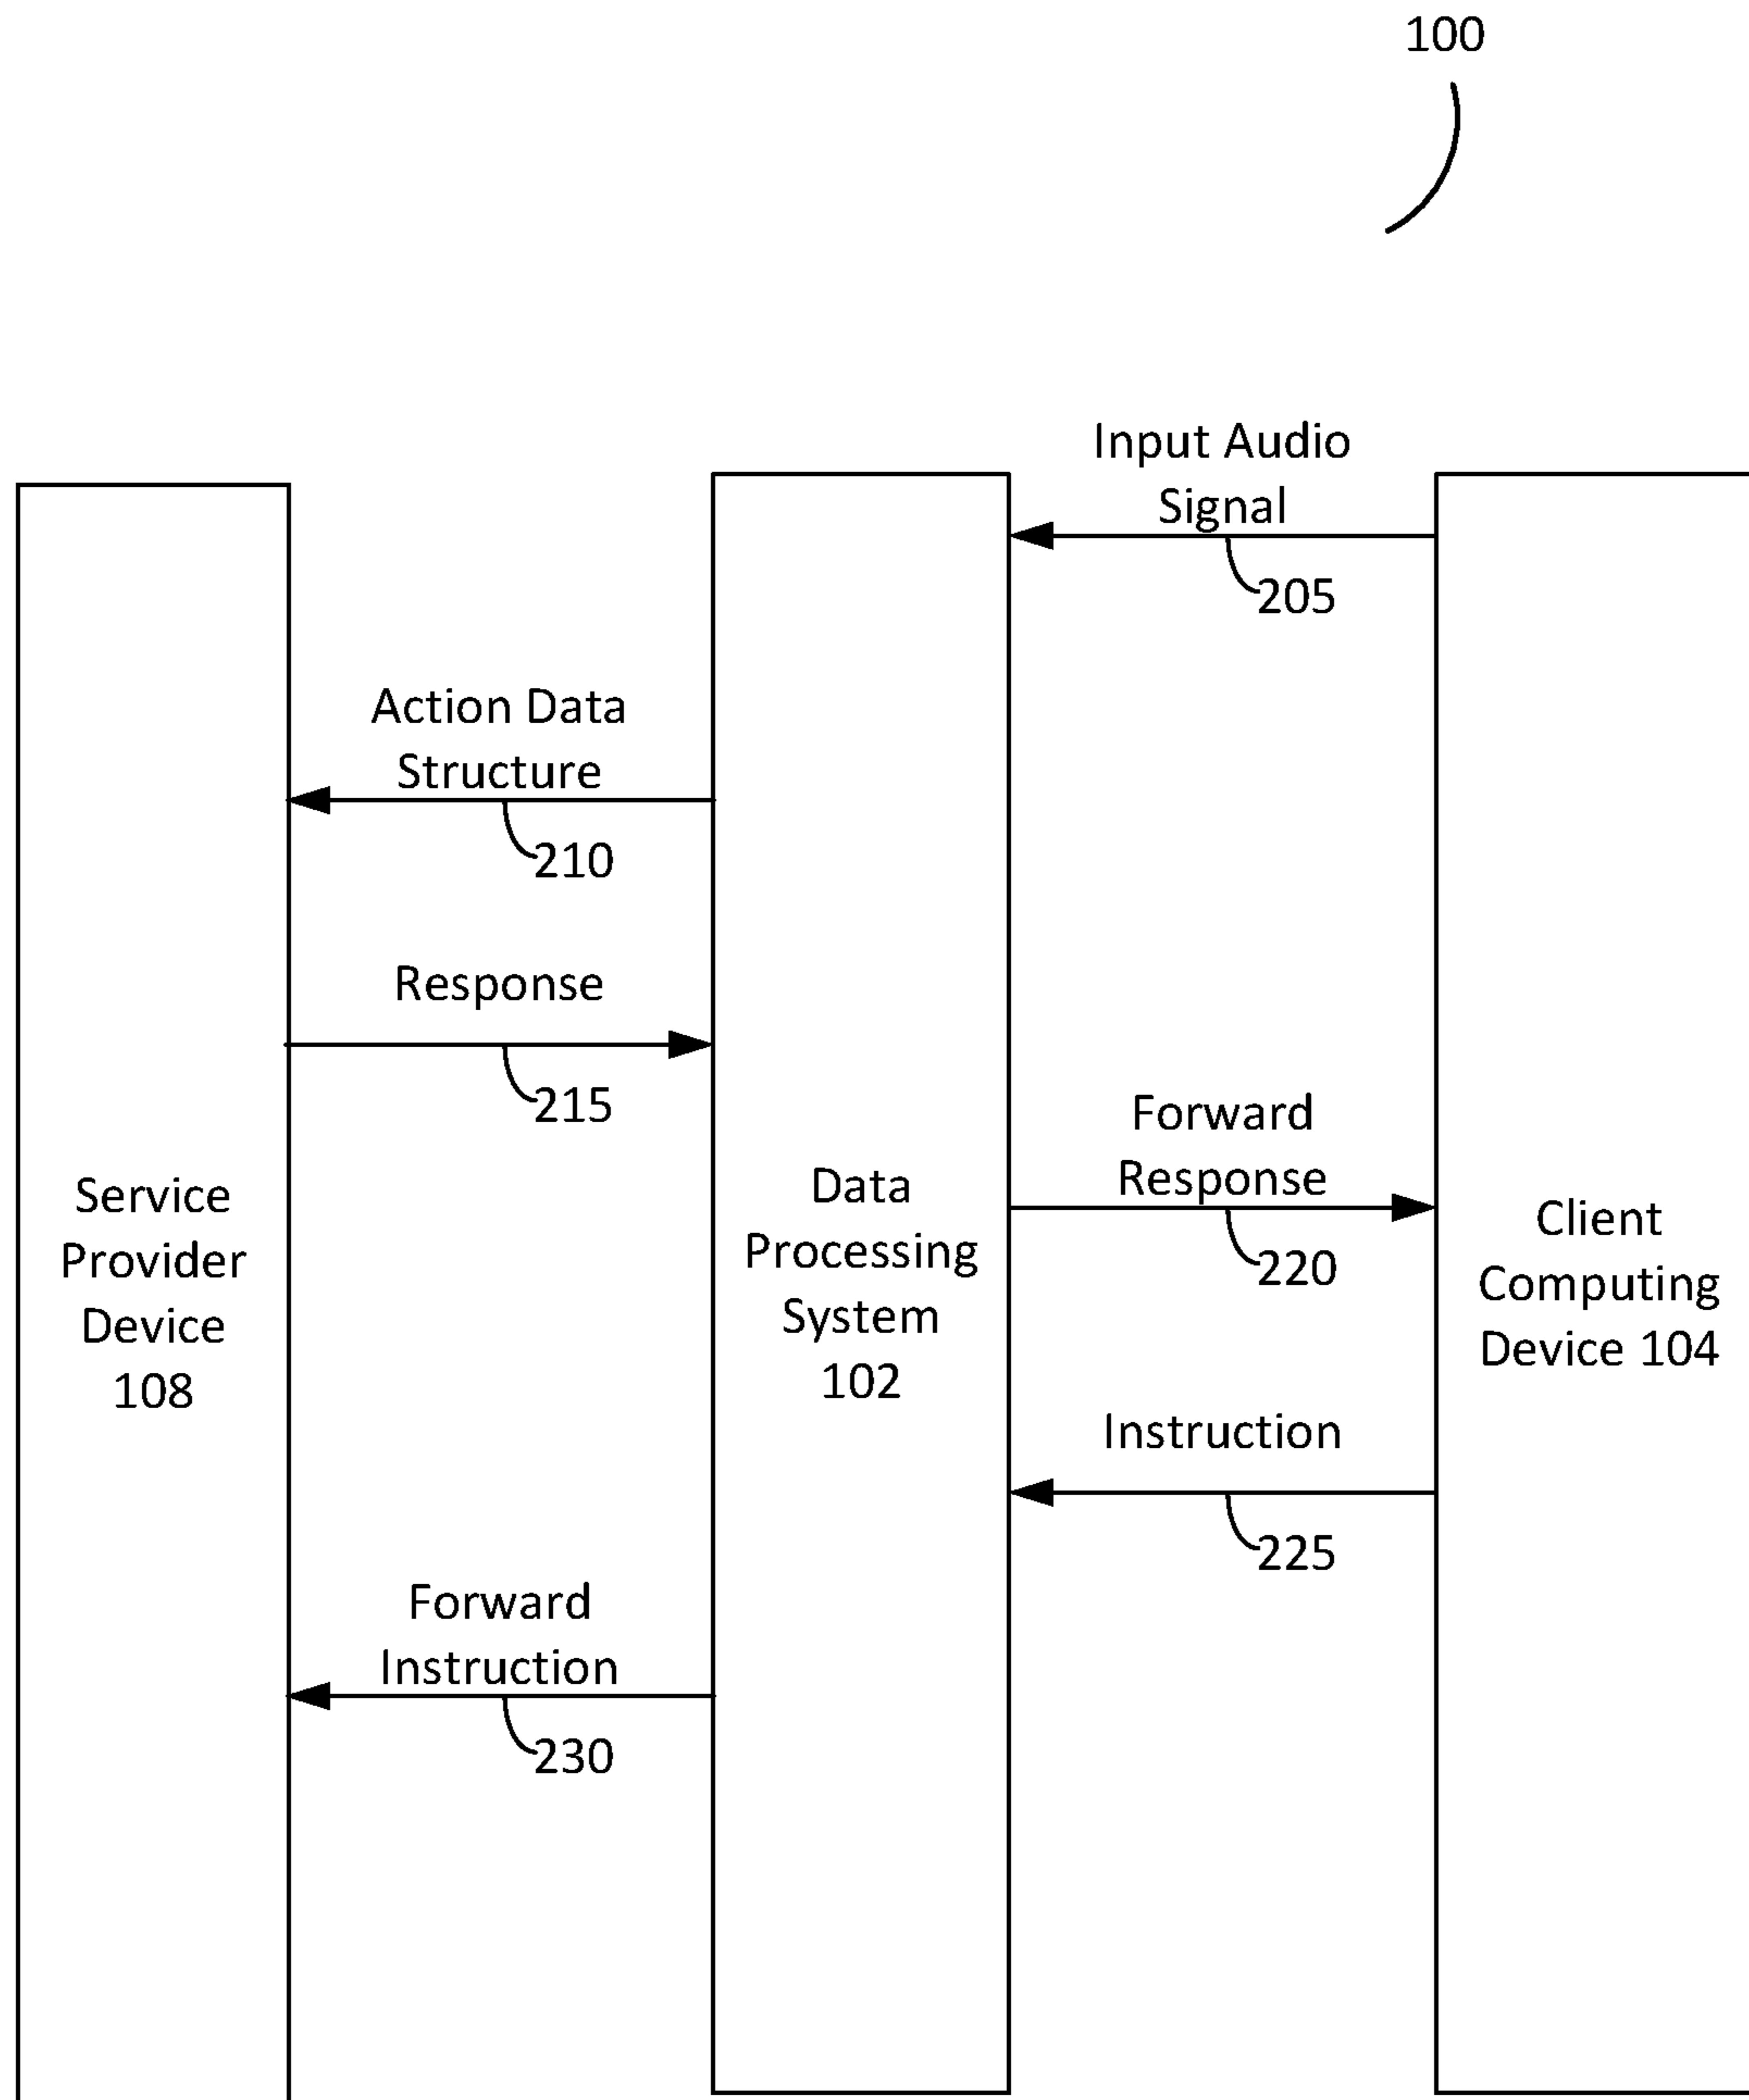 100
Input Audio
Signal
205
Action Data
Structure
210
Response
215
Forward
Response
220
Service
Provider
Device
108
Data
Processing
System
102
Client
Computing
Device 104
Instruction
225
Forward
Instruction
230